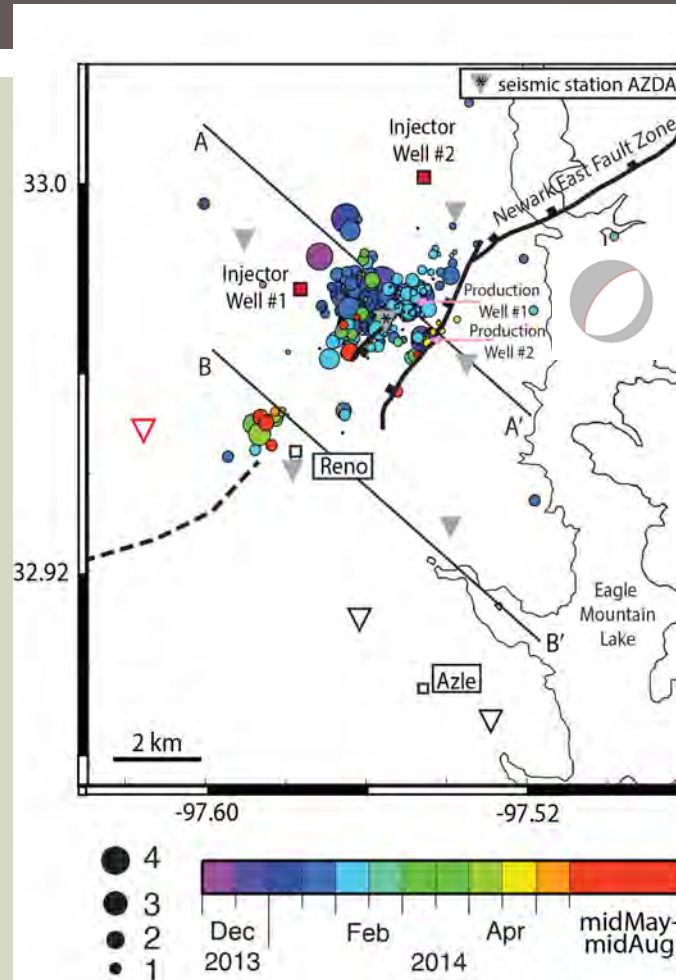 * seismic station AZDA
A
Injector
Well #2
33.0
Newark East Fault Zone
Injector
Well #1
Production
Well #1
Production
Well #2
B
A'
Reno
32.92
Eagle
Mountain
Lake
B'
Azle
2 km
-97.60
-97.52
4
3
2
1
Dec
Feb
Apr
midMay-
midAug
2013
2014